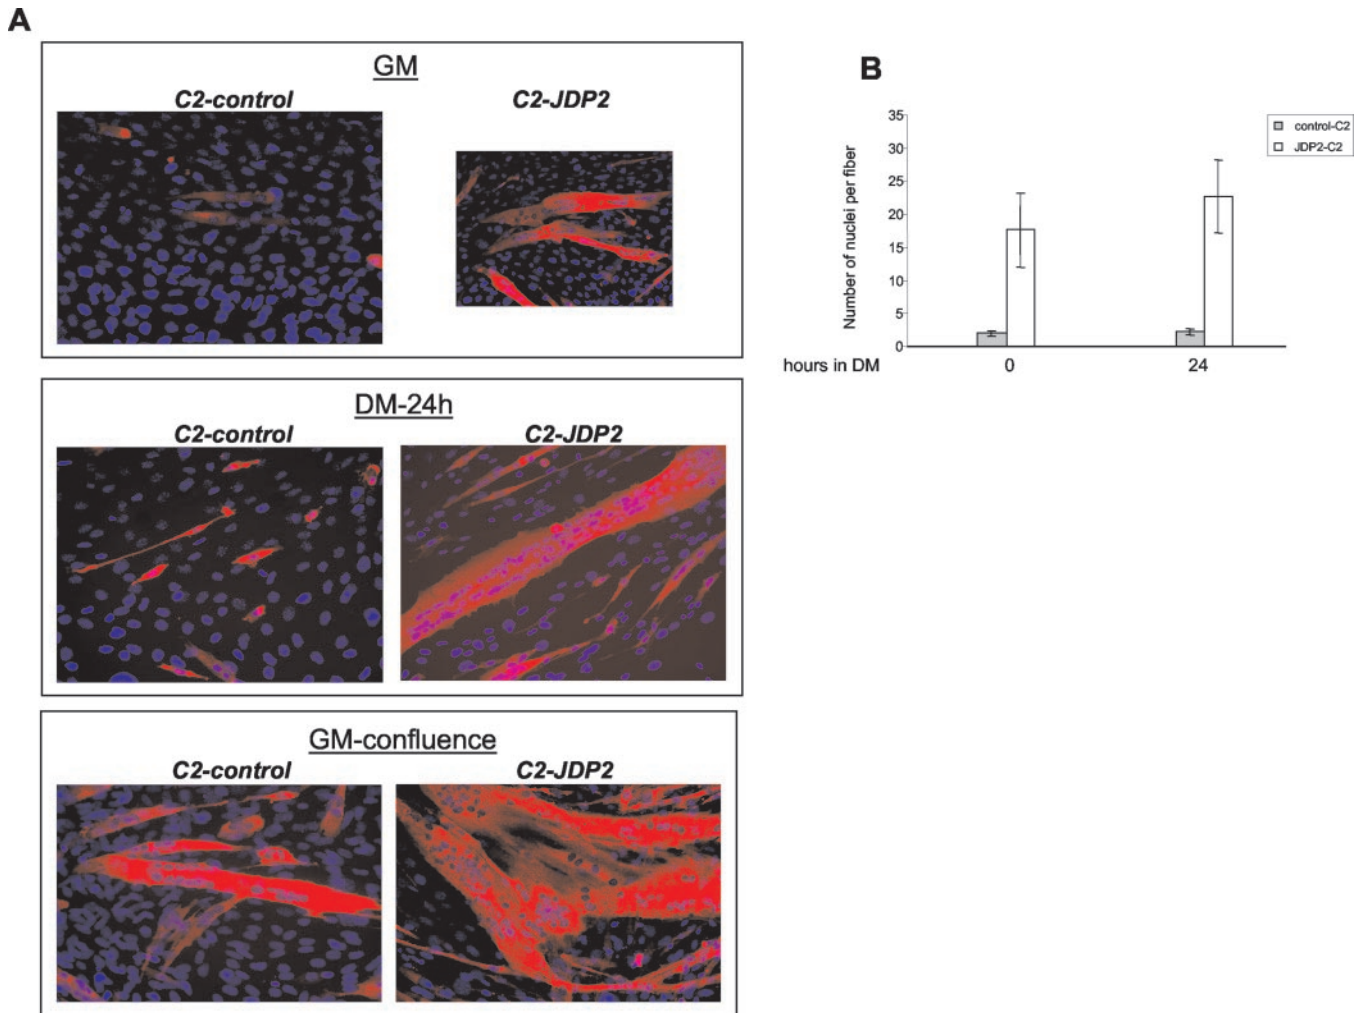 A
GM
C2-control
C2-JDP2
DM-24h
C2-control
C2-JDP2
GM-confluence
C2-control
C2-JDP2
B
Number of nuclei per fiber
35
30
25
20
15
10
5
0
hours in DM
0
24
control-C2
JDP2-C2